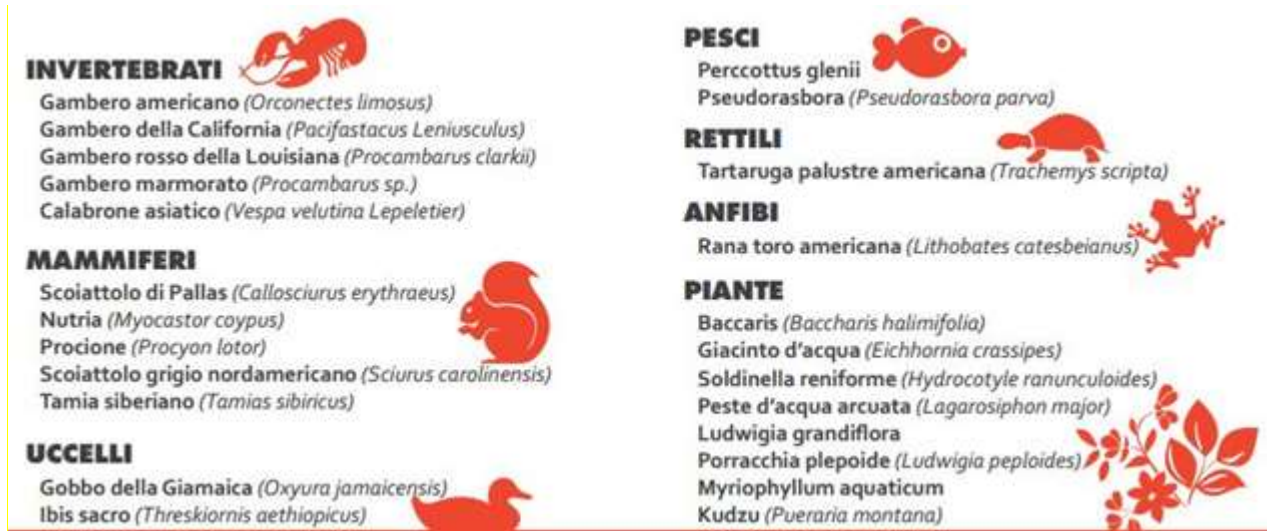 INVERTEBRATI
Gambero americano (Orconectes limosus)
Gambero della California (Pacifastacus Leniusculus)
Gambero rosso della Louisiana (Procambarus clarkii)
Gambero marmorato (Procambarus sp.)
Calabrone asiatico (Vespa velutina Lepeletier)
MAMMIFERI
Scoiattolo di Pallas (Callosciurus erythraeus)
Nutria (Myocastor coypus)
Procione (Procyon lotor)
Scoiattolo grigio nordamericano (Sciurus carolinensis)
Tamia siberiano (Tamias sibiricus)
UCCELLI
Gobbo della Giamaica (Oxyura jamaicensis)
Ibis sacro (Threskiornis aethiopicus)
PESCI
Perccottus glenii
Pseudorasbora (Pseudorasbora parva)
RETTILI
Tartaruga palustre americana (Trachemys scripta)
ANFIBI
Rana toro americana (Lithobates catesbeianus)
PIANTE
Baccaris (Baccharis halimifolia)
Giacinto d'acqua (Eichhornia crassipes)
Soldinella reniforme (Hydrocotyle ranunculoides)
Peste d'acqua arcuata (Lagarosiphon major)
Ludwigia grandiflora
Porracchia plepoide (Ludwigia peploides)
Myriophyllum aquaticum
Kudzu (Pueraria montana)